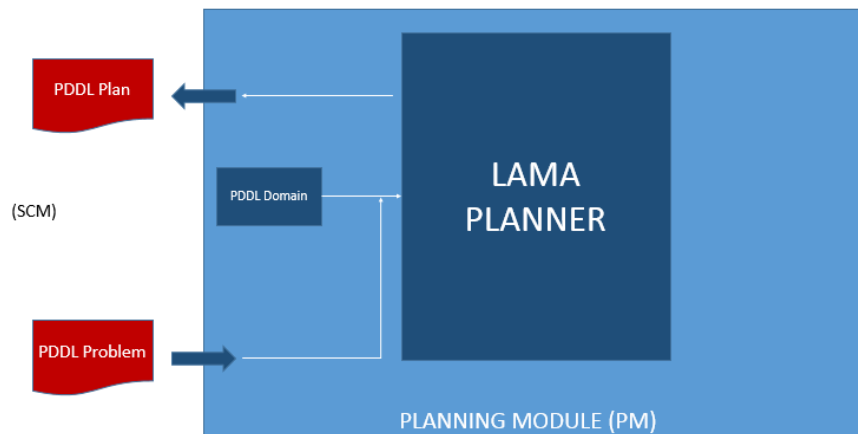 PDDL Plan
LAMA
PLANNER
PDDL Domain
(SCM)
PDDL Problem
PLANNING MODULE (PM)